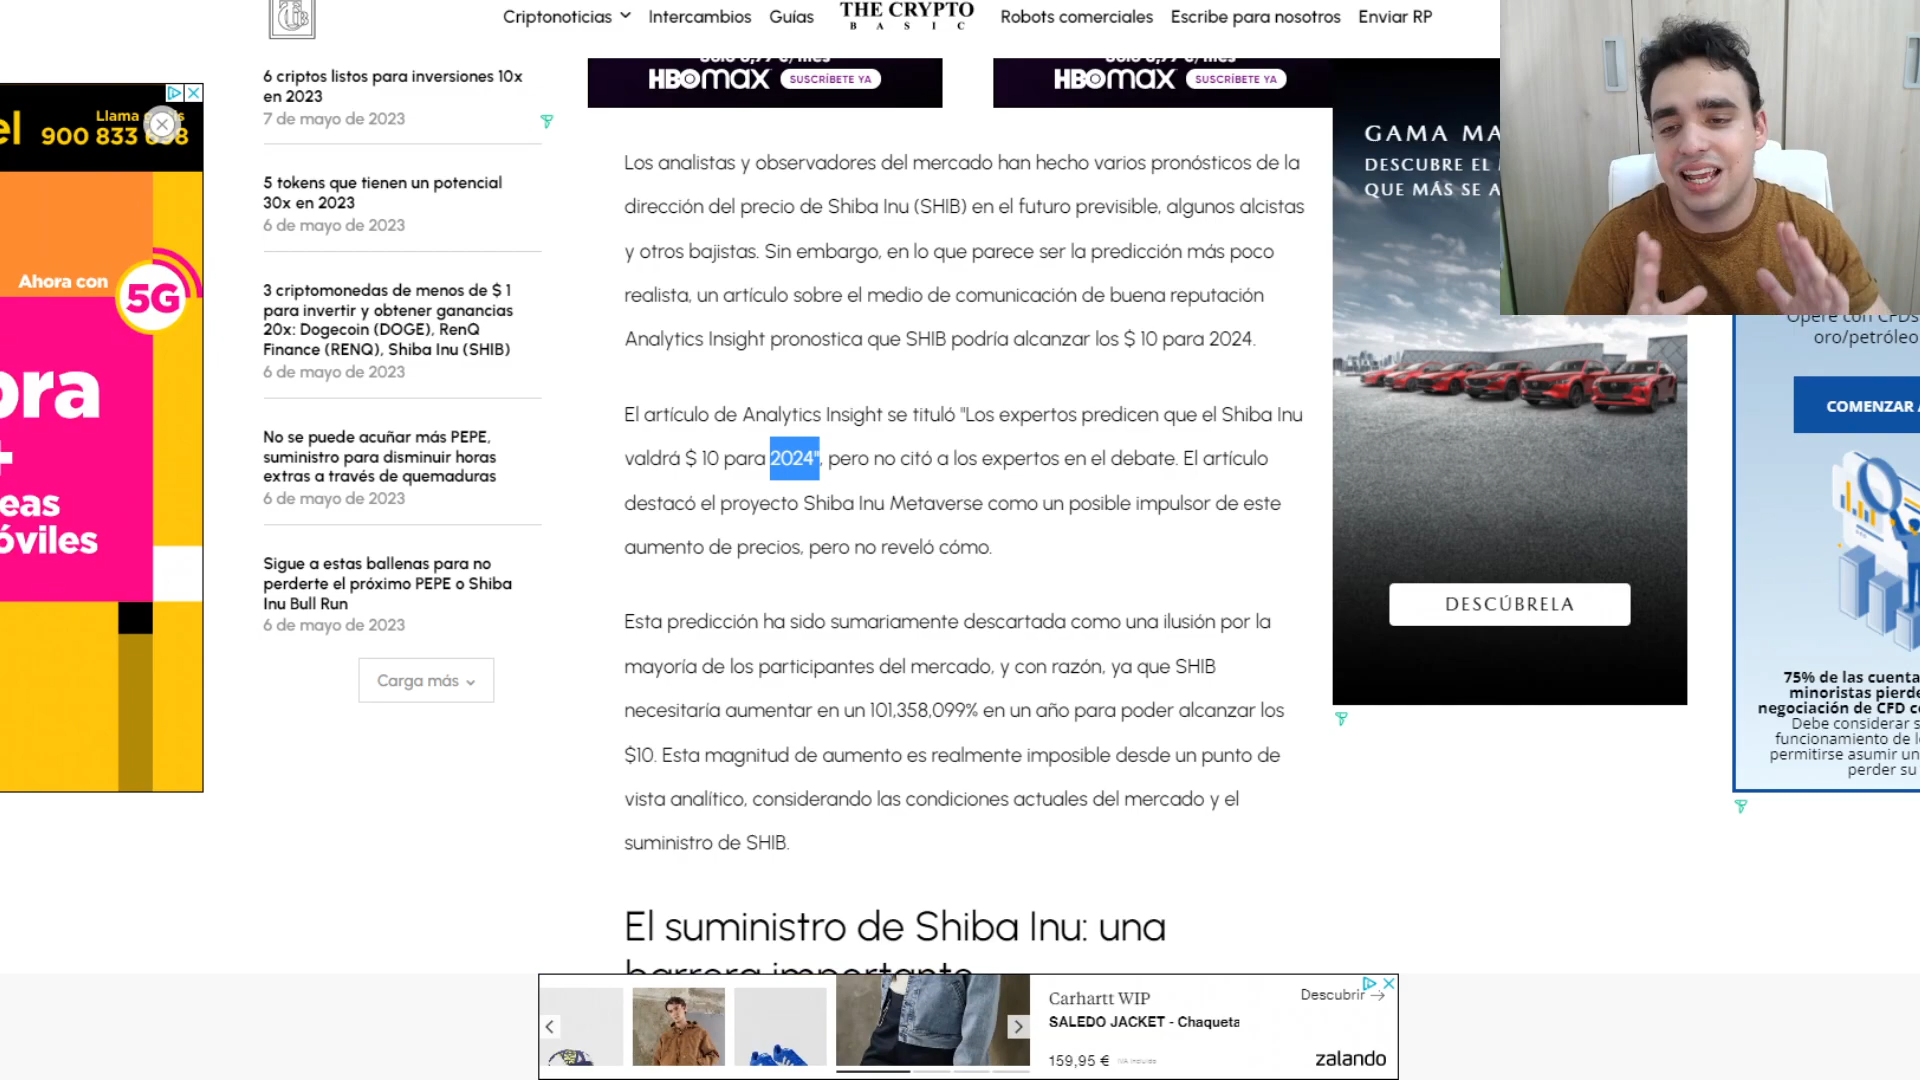 Criptonoticias
Intercambios
Guías
THE CRYPTO
BASIC
Robots comerciales
Escribe para nosotros
Enviar RP
6 criptos listos para inversiones 10x
en 2023
7 de mayo de 2023
5 tokens que tienen un potencial
30x en 2023
6 de mayo de 2023
3 criptomonedas de menos de $ 1
para invertir y obtener ganancias
20x: Dogecoin (DOGE), RenQ
Finance (RENQ), Shiba Inu (SHIB)
6 de mayo de 2023
No se puede acuñar más PEPE,
suministro para disminuir horas
extras a través de quemaduras
6 de mayo de 2023
Sigue a estas ballenas para no
perderte el próximo PEPE o Shiba
Inu Bull Run
6 de mayo de 2023
Carga más
Llama
900 833
Ahora con
5G
HBOMAX
SUSCRÍBETE YA
HBOMAX
SUSCRÍBETE YA
Los analistas y observadores del mercado han hecho varios pronósticos de la
dirección del precio de Shiba Inu (SHIB) en el futuro previsible, algunos alcistas
y otros bajistas. Sin embargo, en lo que parece ser la predicción más poco
realista, un artículo sobre el medio de comunicación de buena reputación
Analytics Insight pronostica que SHIB podría alcanzar los $ 10 para 2024.
El artículo de Analytics Insight se tituló "Los expertos predicen que el Shiba Inu
valdrá $ 10 para 2024", pero no citó a los expertos en el debate. El artículo
destacó el proyecto Shiba Inu Metaverse como un posible impulsor de este
aumento de precios, pero no reveló cómo.
Esta predicción ha sido sumariamente descartada como una ilusión por la
mayoría de los participantes del mercado, y con razón, ya que SHIB
necesitaría aumentar en un 101,358,099% en un año para poder alcanzar los
$10. Esta magnitud de aumento es realmente imposible desde un punto de
vista analítico, considerando las condiciones actuales del mercado y el
suministro de SHIB.
El suministro de Shiba Inu: una
barrera importante
GAMA MA
DESCUBRE EL
QUE MÁS SE A
DESCÚBRELA
Opere con CFDs
oro/petróleo
COMENZAR A
75% de las cuenta
minoristas pierde
negociación de CFD c
Debe considerar s
funcionamiento de l
permitirse asumir un
perder su
Carhartt WIP
Descubrir →
SALEDO JACKET - Chaqueta
159,95 €
zalando